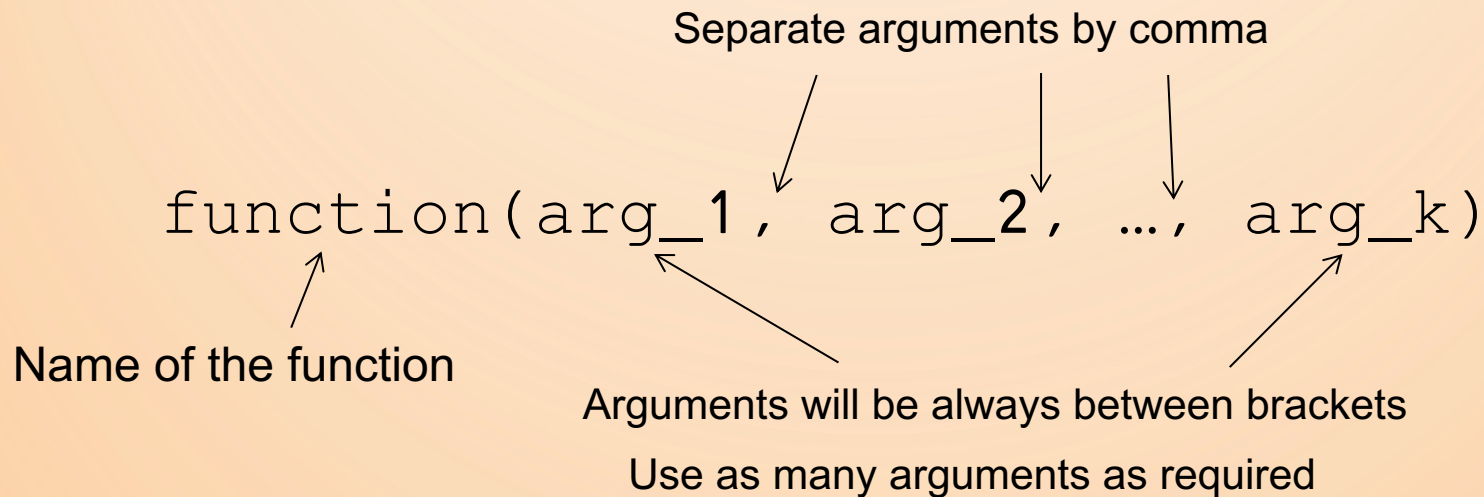 Separate arguments by comma
function(arg_1, arg_2, …, arg_k)
Name of the function
Arguments will be always between brackets
Use as many arguments as required